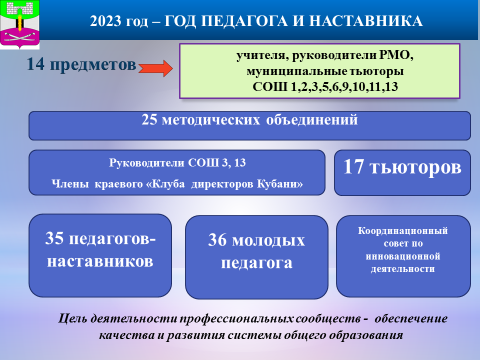 2023 год – ГОД ПЕДАГОГА И НАСТАВНИКА
14 предметов
учителя, руководители РМО,
муниципальные тьюторы
СОШ 1,2,3,5,6,9,10,11,13
25 методических объединений
Руководители СОШ 3, 13
Члены краевого «Клуба директоров Кубани»
17 тьюторов
35 педагогов-
наставников
36 молодых
педагога
Координационный
совет по
инновационной
деятельности
Цель деятельности профессиональных сообществ - обеспечение
качества и развития системы общего образования